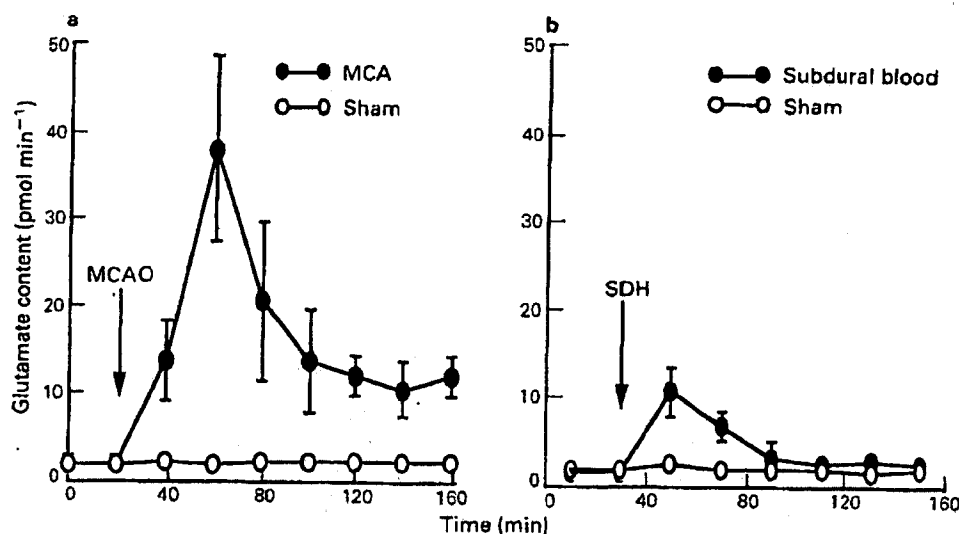 a
50
40
30
20
10
0
MCA
Sham
MCAO
0
40
80
120
160
Glutamate content (pmol min⁻¹)
b
50
40
30
20
10
0
Subdural blood
Sham
SDH
0
40
80
120
160
Time (min)